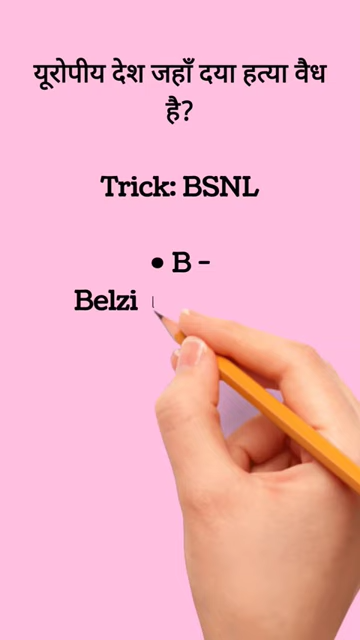 यूरोपीय देश जहाँ दया हत्या वैध
है?
Trick: BSNL
• B -
Belzi